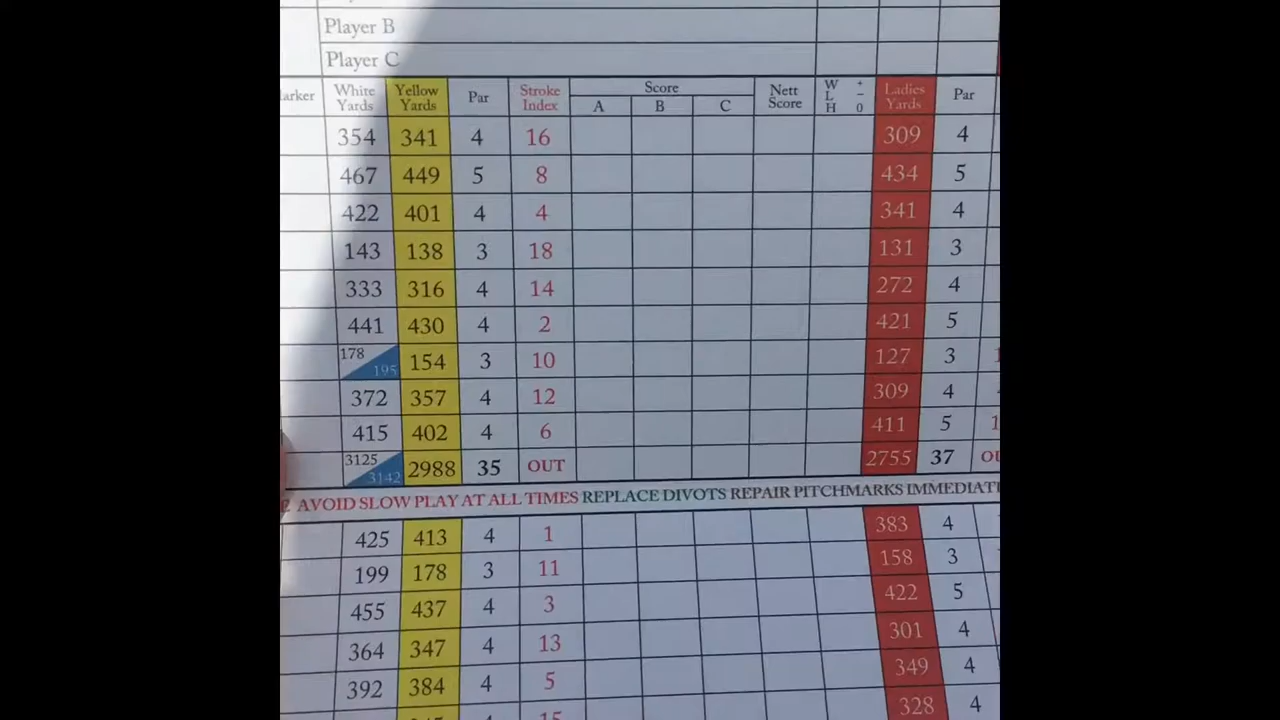 Player B
Player C
White Yards Yellow Yards Par Stroke Index Score A B C Nett Score W L H + - 0 Ladies Yards Par
354 341 4 16 309 4
467 449 5 8 434 5
422 401 4 4 341 4
143 138 3 18 131 3
333 316 4 14 272 4
441 430 4 2 421 5
178 195 154 3 10 127 3
372 357 4 12 309 4
415 402 4 6 411 5
3125 3142 2988 35 OUT 2755 37
AVOID SLOW PLAY AT ALL TIMES REPLACE DIVOTS REPAIR PITCHMARKS
425 413 4 1 383 4
199 178 3 11 158 3
455 437 4 3 422 5
364 347 4 13 301 4
392 384 4 5 349 4
328 4